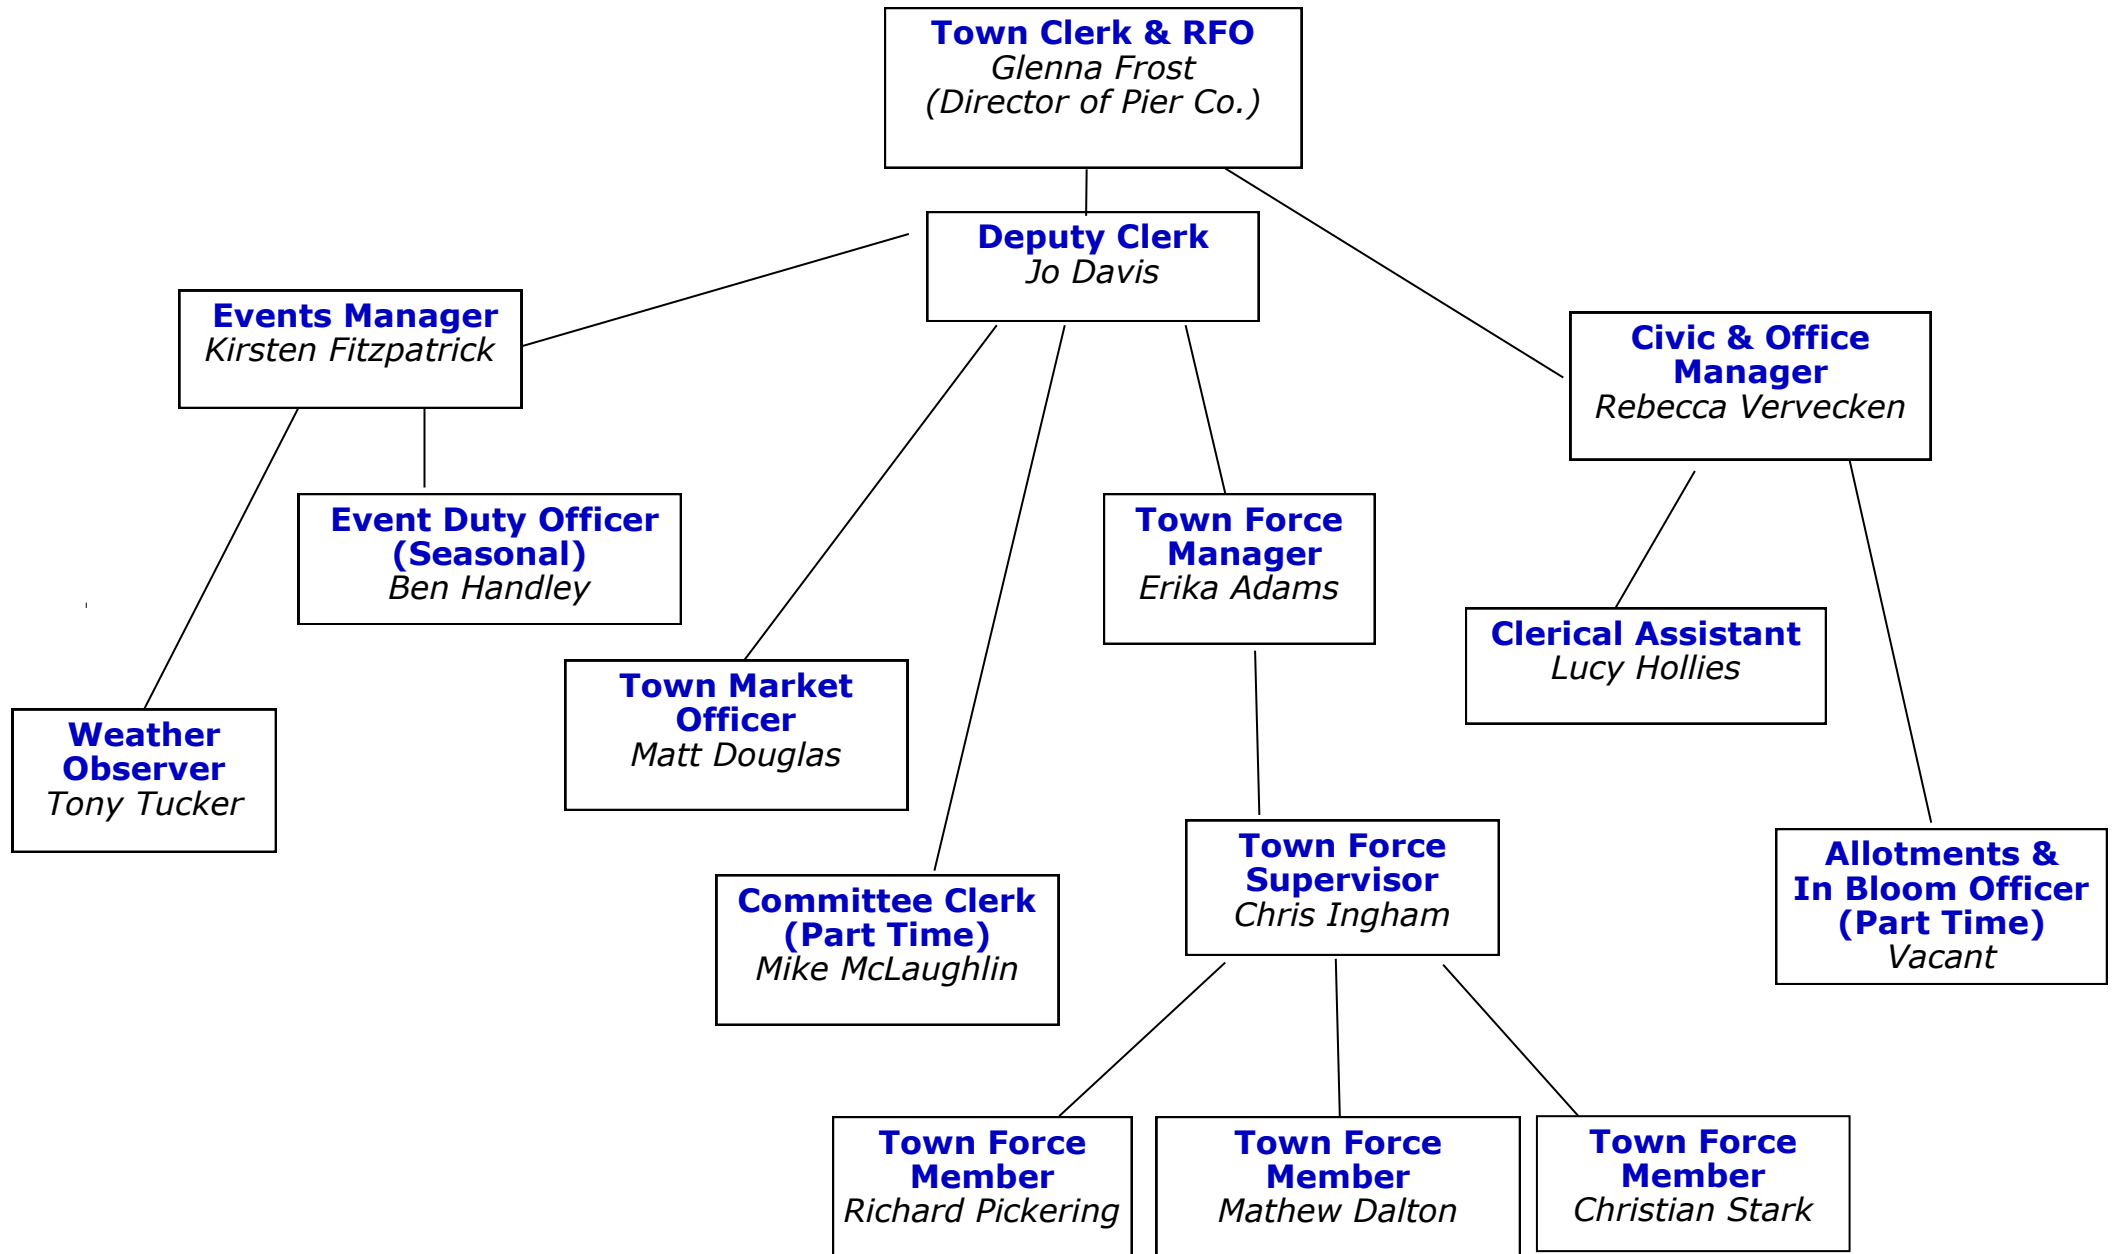 Town Clerk & RFO
Glenna Frost
(Director of Pier Co.)
Deputy Clerk
Jo Davis
Events Manager
Kirsten Fitzpatrick
Civic & Office
Manager
Rebecca Vervecken
Event Duty Officer
(Seasonal)
Ben Handley
Town Force
Manager
Erika Adams
Clerical Assistant
Lucy Hollies
Town Market
Officer
Matt Douglas
Weather
Observer
Tony Tucker
Town Force
Supervisor
Chris Ingham
Allotments &
In Bloom Officer
(Part Time)
Vacant
Committee Clerk
(Part Time)
Mike McLaughlin
Town Force
Member
Richard Pickering
Town Force
Member
Mathew Dalton
Town Force
Member
Christian Stark